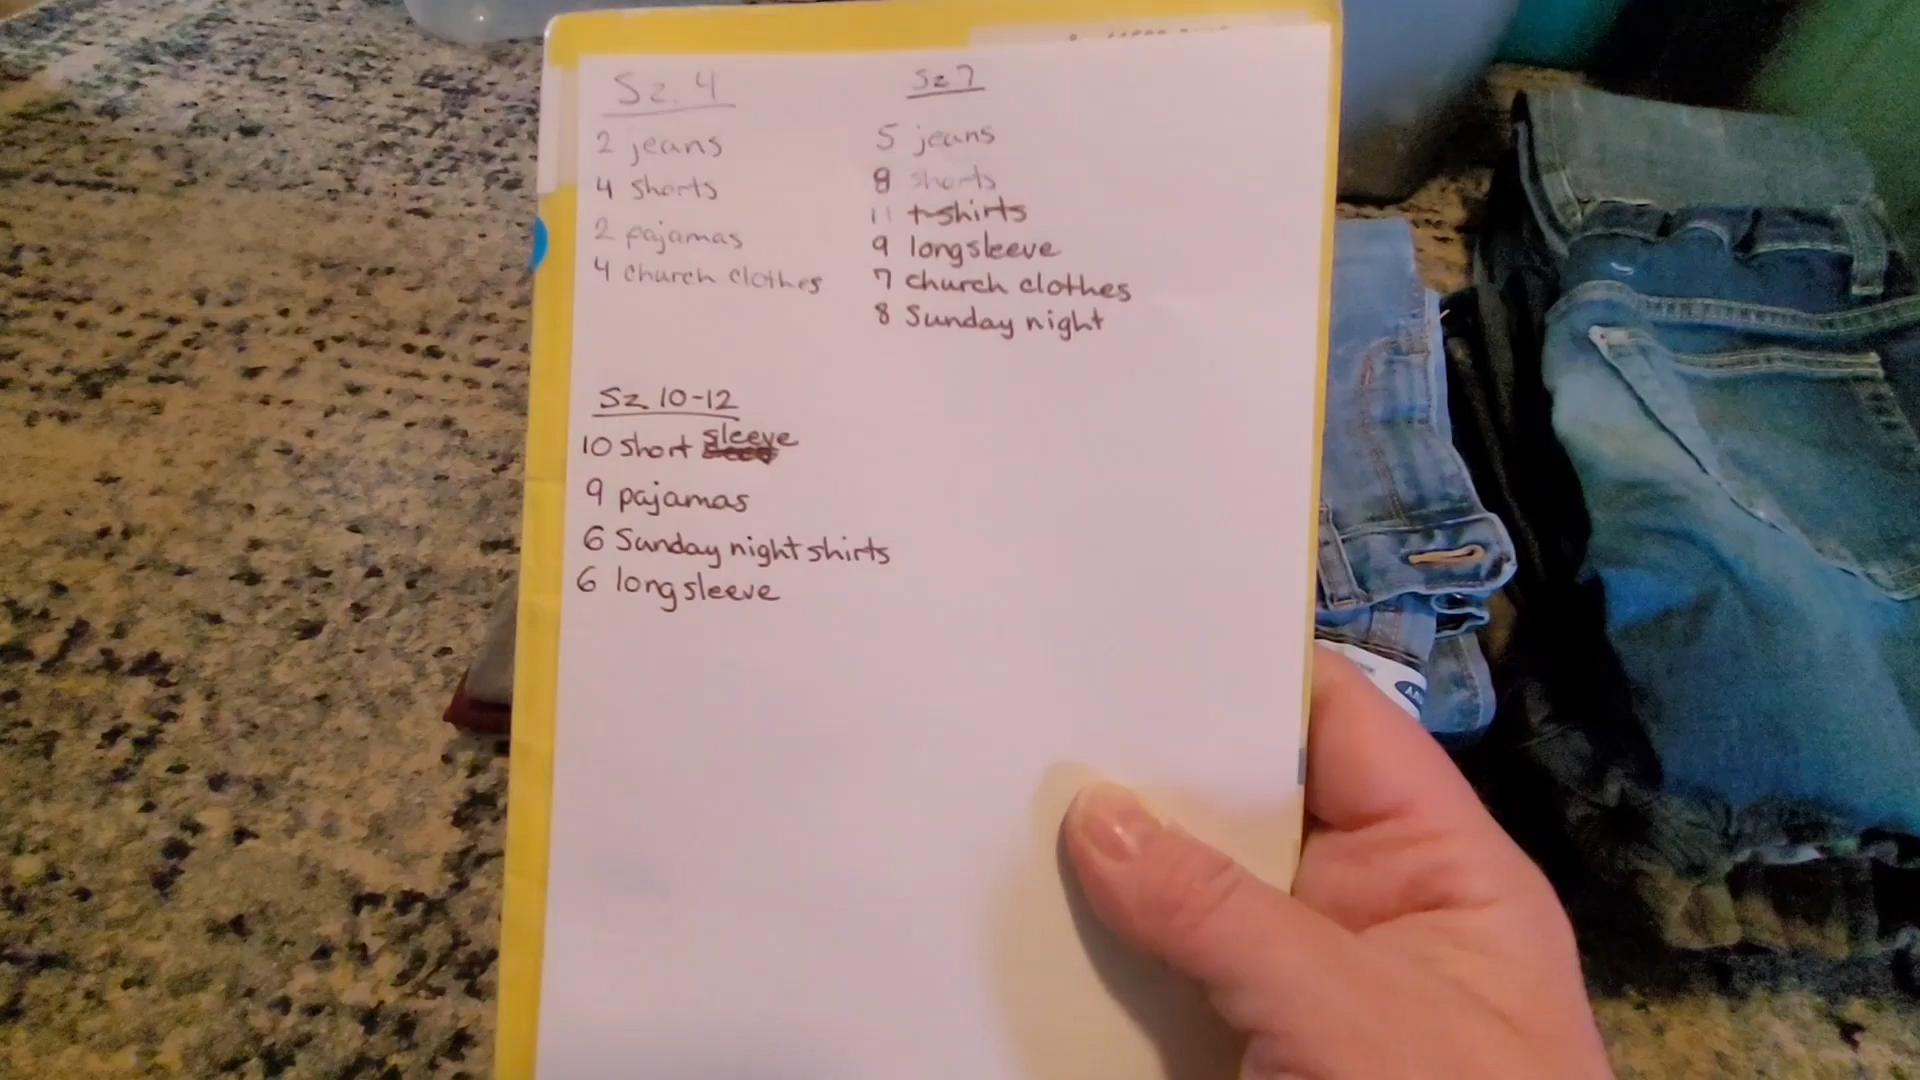 Sz. 4
2 jeans
4 shorts
2 pajamas
4 church clothes
Sz 7
5 jeans
8 shorts
11 t-shirts
9 longsleeve
7 church clothes
8 Sunday night
Sz 10-12
10 short sleeve
9 pajamas
6 Sunday night shirts
6 long sleeve